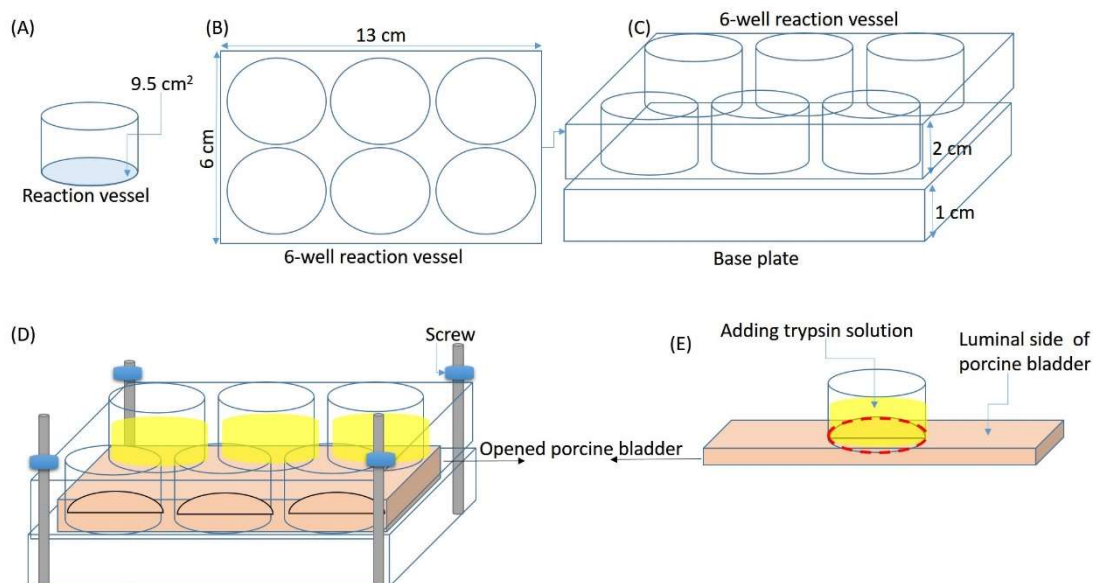 (A)
9.5 cm²
Reaction vessel
(B)
13 cm
6 cm
6-well reaction vessel
6-well reaction vessel
(C)
2 cm
1 cm
Base plate
(D)
Screw
Opened porcine bladder
(E)
Adding trypsin solution
Luminal side of
porcine bladder